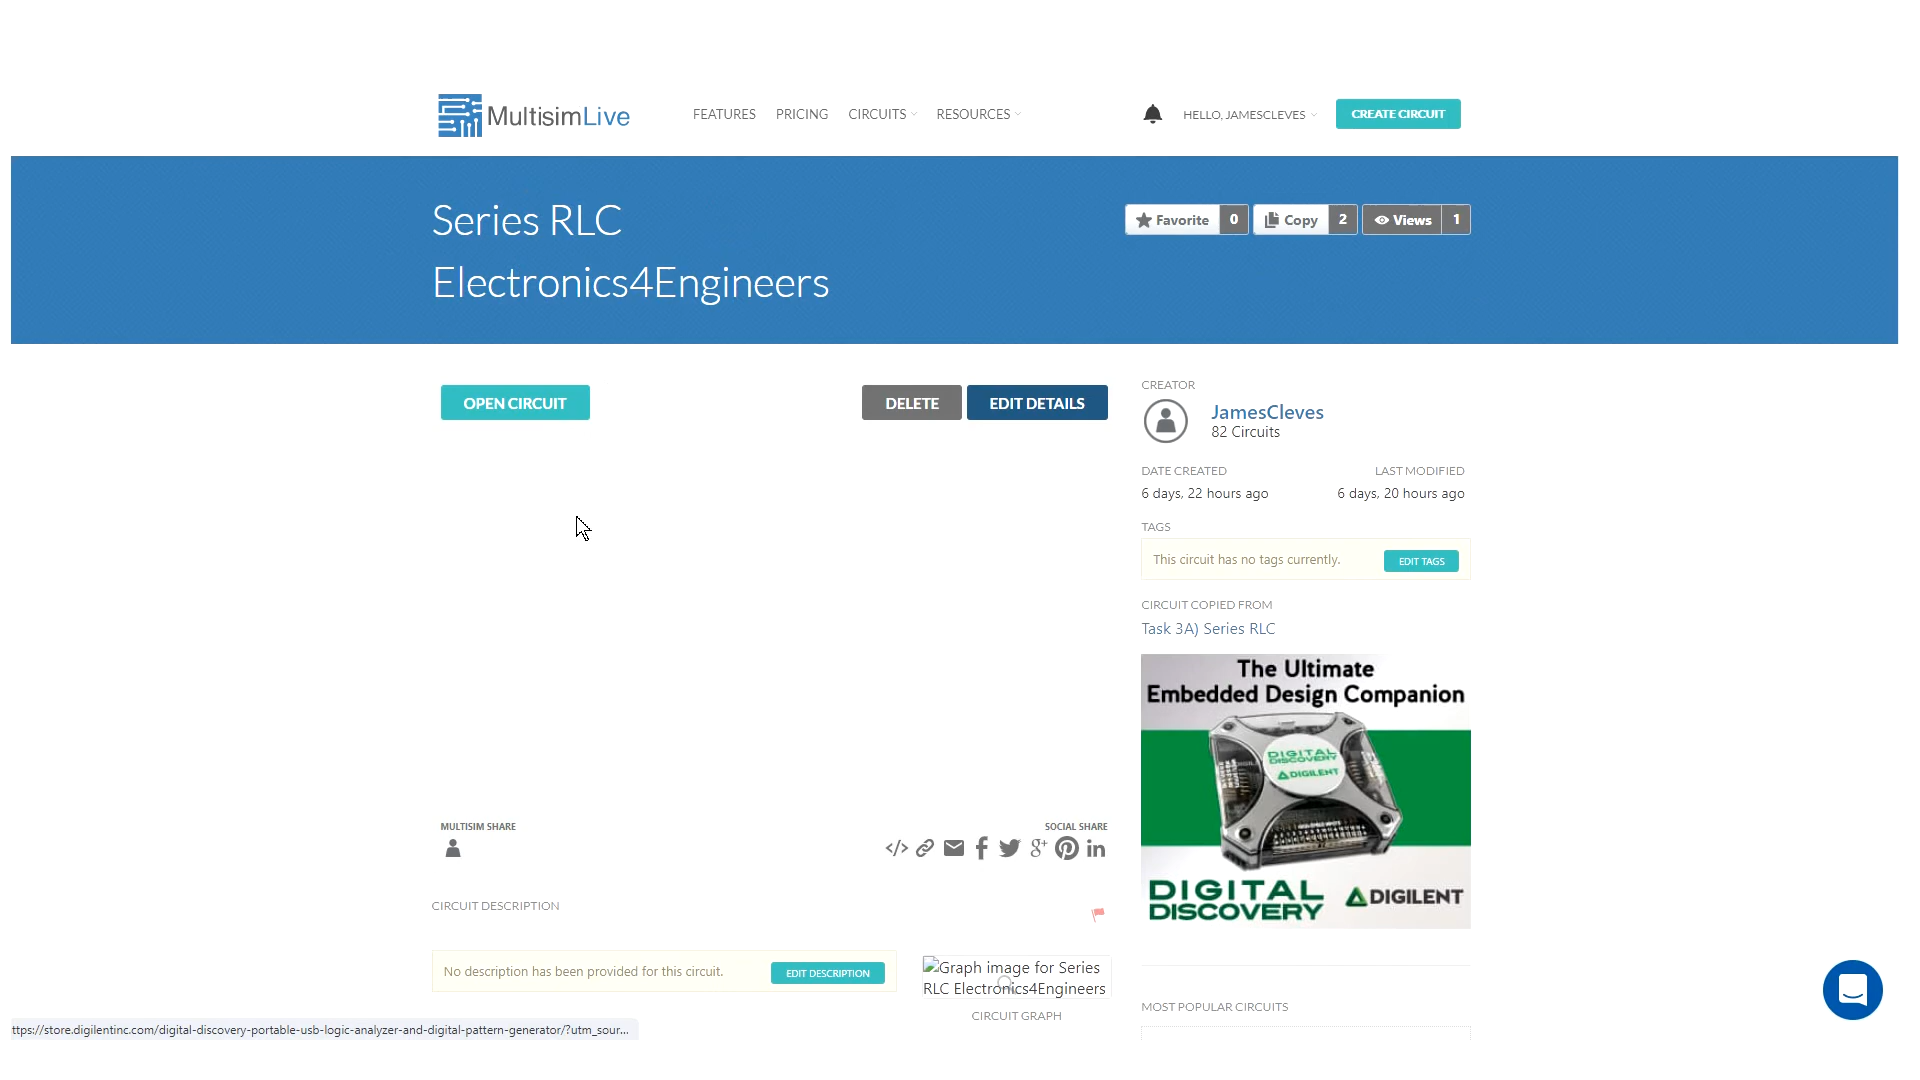 MultisimLive
FEATURES PRICING CIRCUITS RESOURCES
HELLO, JAMESCLEVES
CREATE CIRCUIT
Series RLC
Electronics4Engineers
Favorite 0
Copy 2
Views 1
OPEN CIRCUIT
DELETE
EDIT DETAILS
CREATOR
JamesCleves
82 Circuits
DATE CREATED LAST MODIFIED
6 days, 22 hours ago 6 days, 20 hours ago
TAGS
This circuit has no tags currently.
EDIT TAGS
CIRCUIT COPIED FROM
Task 3A) Series RLC
The Ultimate
Embedded Design Companion
DIGITAL
DISCOVERY
DIGILENT
DIGITAL
DISCOVERY
DIGILENT
MULTISIM SHARE
SOCIAL SHARE
CIRCUIT DESCRIPTION
No description has been provided for this circuit.
EDIT DESCRIPTION
Graph image for Series
RLC Electronics4Engineers
CIRCUIT GRAPH
MOST POPULAR CIRCUITS
ttps://store.digilentinc.com/digital-discovery-portable-usb-logic-analyzer-and-digital-pattern-generator/?utm_sour...